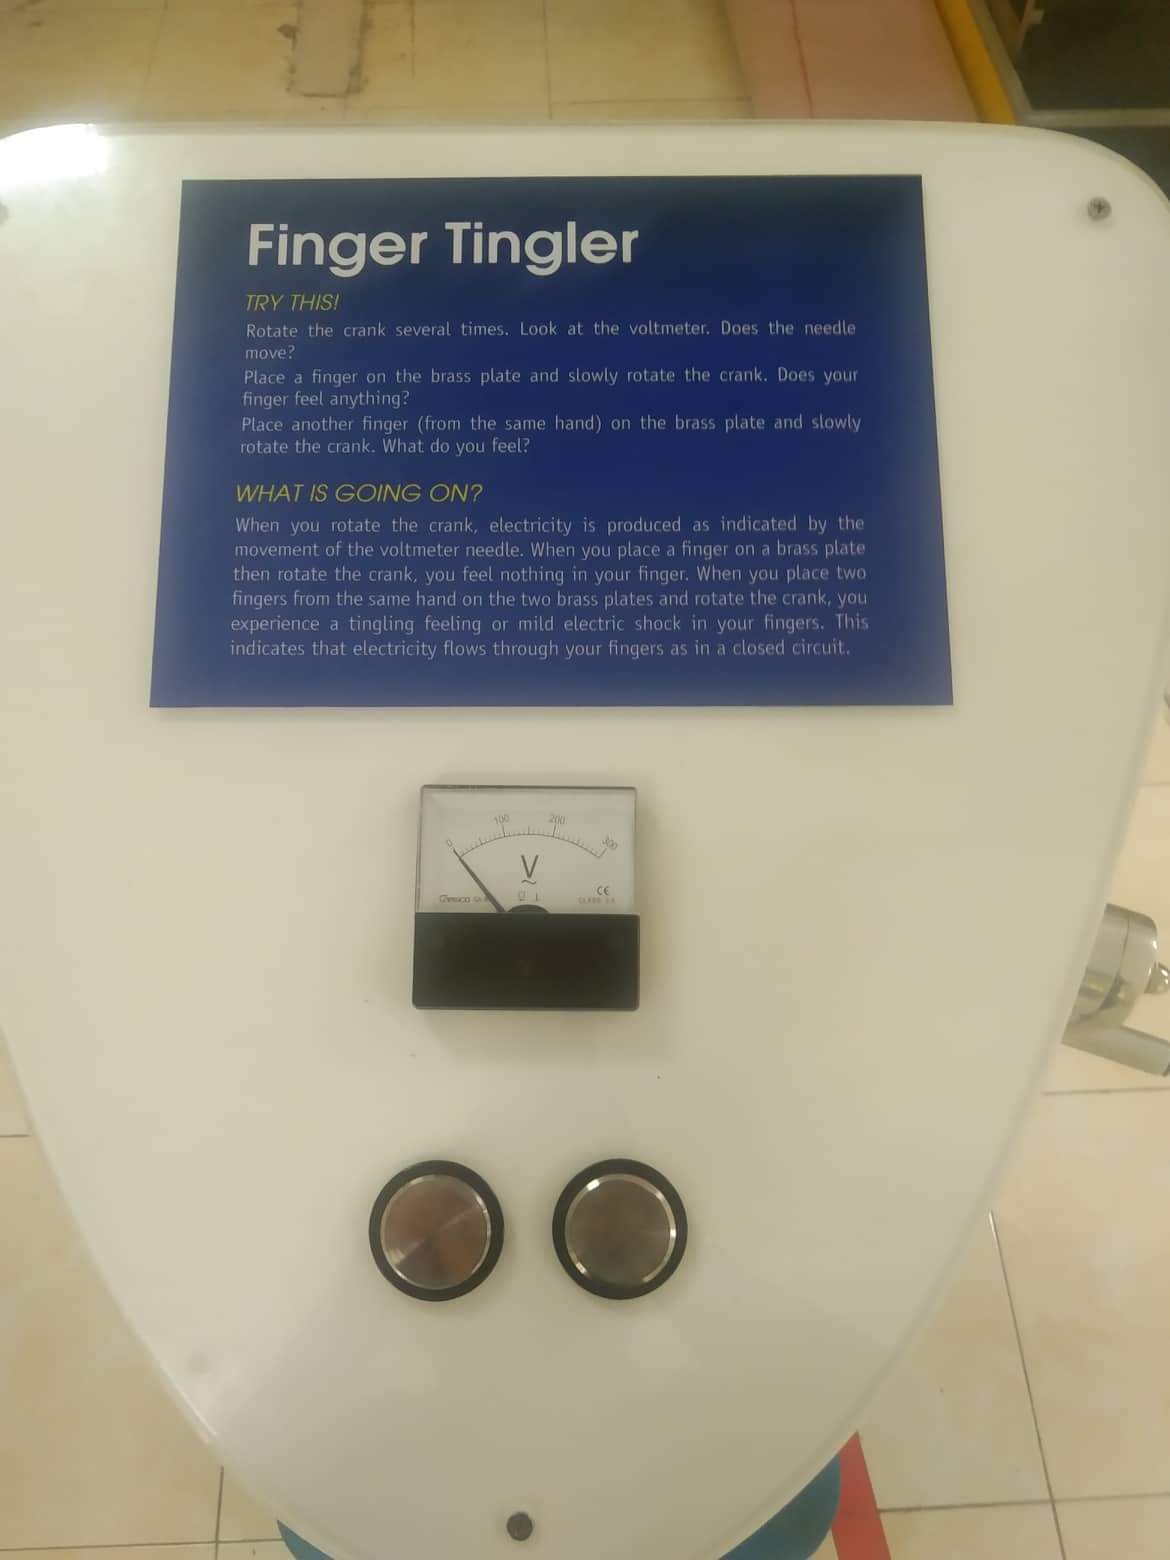 Finger Tingler
TRY THIS!
Rotate the crank several times. Look at the voltmeter. Does the needle
move?
Place a finger on the brass plate and slowly rotate the crank. Does your
finger feel anything?
Place another finger (from the same hand) on the brass plate and slowly
rotate the crank. What do you feel?
WHAT IS GOING ON?
When you rotate the crank, electricity is produced as indicated by the
movement of the voltmeter needle. When you place a finger on a brass plate
then rotate the crank, you feel nothing in your finger. When you place two
fingers from the same hand on the two brass plates and rotate the crank, you
experience a tingling feeling or mild electric shock in your fingers. This
indicates that electricity flows through your fingers as in a closed circuit.
0 100 200 300
V
CE
CLASS